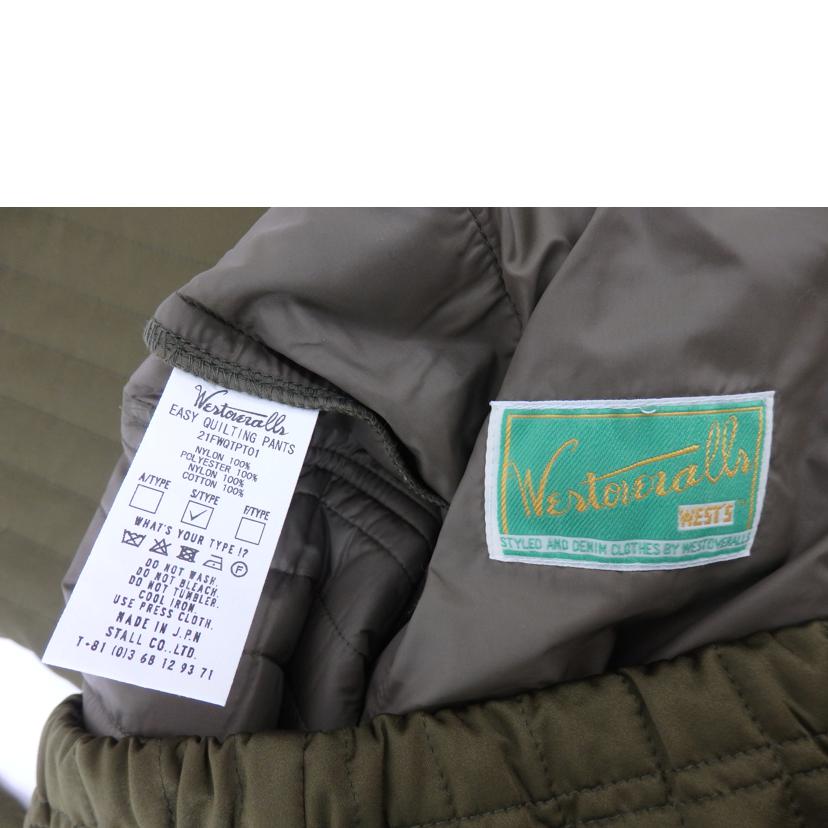 Westoveralls
EASY QUILTING PANTS
21FWQTPT01
NYLON 100%
POLYESTER 100%
NYLON 100%
COTTON 100%
A/TYPE S/TYPE F/TYPE
WHAT'S YOUR TYPE !?
F
DO NOT WASH.
DO NOT BLEACH.
DO NOT TUMBLER.
COOL IRON.
USE PRESS CLOTH.
MADE IN J.P.N
STALL CO.,LTD.
T+81 (0)3 68 12 93 71
Westoveralls
WEST'S
STYLED AND DENIM CLOTHES BY WESTOVERALLS